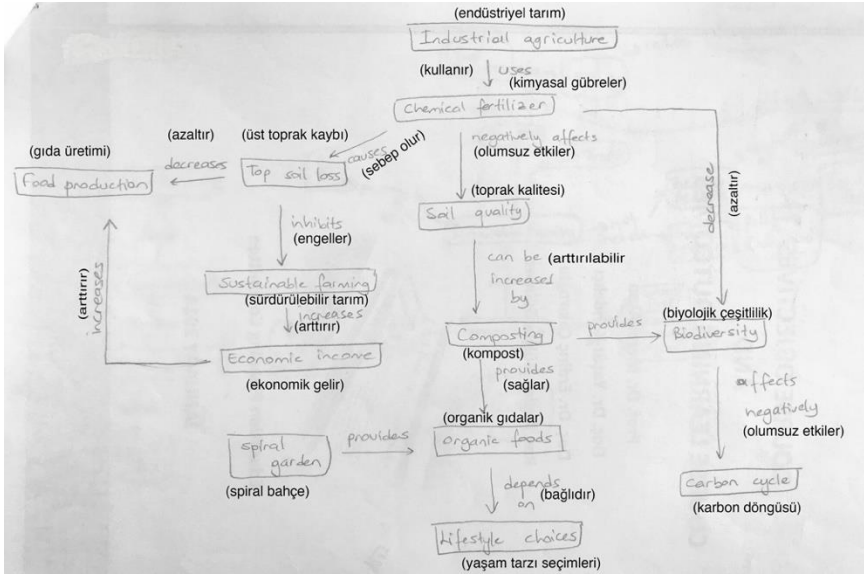 (endüstriyel tarım)
Industrial agriculture
(kullanır) uses
(kimyasal gübreler)
Chemical fertilizer
(azaltır) (üst toprak kaybı)
negatively affects
(olumsuz etkiler)
causes
(sebep olur)
(gıda üretimi)
decreases
Food production
Top soil loss
(toprak kalitesi)
Soil quality
decrease
(azaltır)
inhibits
(engeller)
can be (arttırılabilir
increased
by
Sustainable farming
(sürdürülebilir tarım)
increases
(arttırır)
increases
(arttırır)
Economic income
(ekonomik gelir)
Composting
(kompost)
provides
(biyolojik çeşitlilik)
Biodiversity
provides
(sağlar)
affects
negatively
(olumsuz etkiler)
(organik gıdalar)
Organic foods
Spiral
garden
(spiral bahçe)
provides
depends
on
(bağlıdır)
Carbon cycle
(karbon döngüsü)
Lifestyle choices
(yaşam tarzı seçimleri)